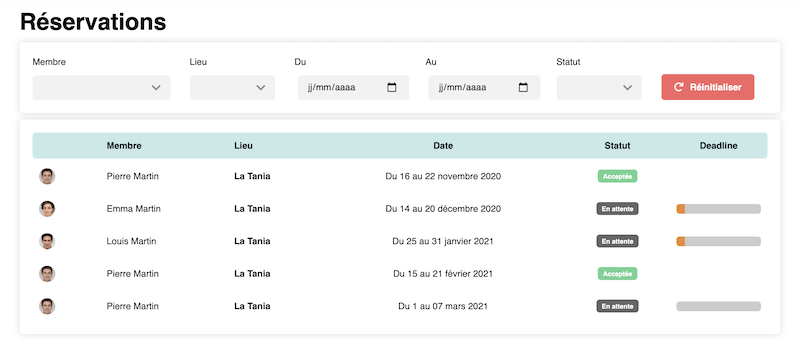 Réservations
Membre Lieu Du Au Statut
jj/mm/aaaa jj/mm/aaaa Réinitialiser
Membre Lieu Date Statut Deadline
Pierre Martin La Tania Du 16 au 22 novembre 2020 Acceptée
Emma Martin La Tania Du 14 au 20 décembre 2020 En attente
Louis Martin La Tania Du 25 au 31 janvier 2021 En attente
Pierre Martin La Tania Du 15 au 21 février 2021 Acceptée
Pierre Martin La Tania Du 1 au 07 mars 2021 En attente